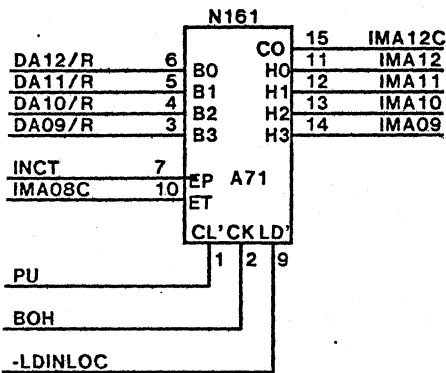 N161
CO 15 IMA12C
DA12/R 6 B0 H0 11 IMA12
DA11/R 5 B1 H1 12 IMA11
DA10/R 4 B2 H2 13 IMA10
DA09/R 3 B3 H3 14 IMA09
INCT 7 EP A71
IMA08C 10 ET
CL' CK LD'
1 2 9
PU
BOH
-LDINLOC